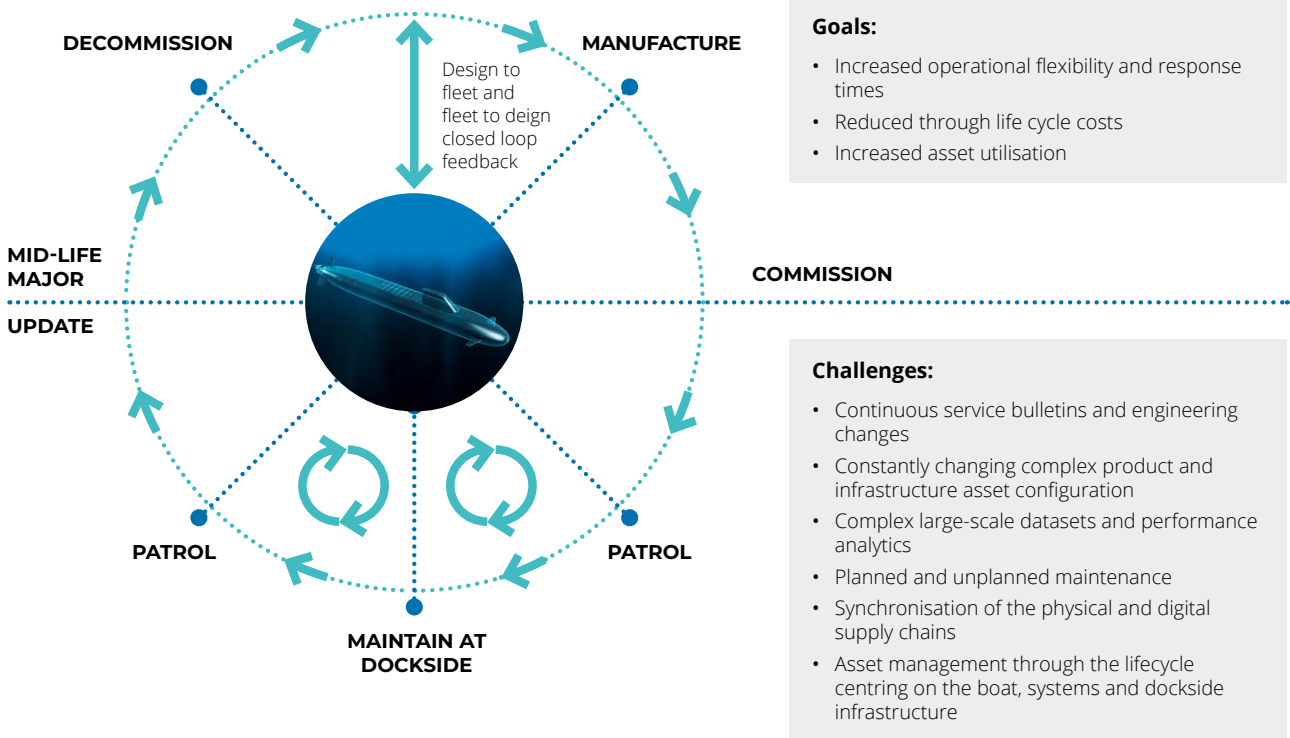 DECOMMISSION
MANUFACTURE
Design to
fleet and
fleet to deign
closed loop
feedback
MID-LIFE
MAJOR
UPDATE
COMMISSION
PATROL
PATROL
MAINTAIN AT
DOCKSIDE
Goals:
• Increased operational flexibility and response
times
• Reduced through life cycle costs
• Increased asset utilisation
Challenges:
• Continuous service bulletins and engineering
changes
• Constantly changing complex product and
infrastructure asset configuration
• Complex large-scale datasets and performance
analytics
• Planned and unplanned maintenance
• Synchronisation of the physical and digital
supply chains
• Asset management through the lifecycle
centring on the boat, systems and dockside
infrastructure